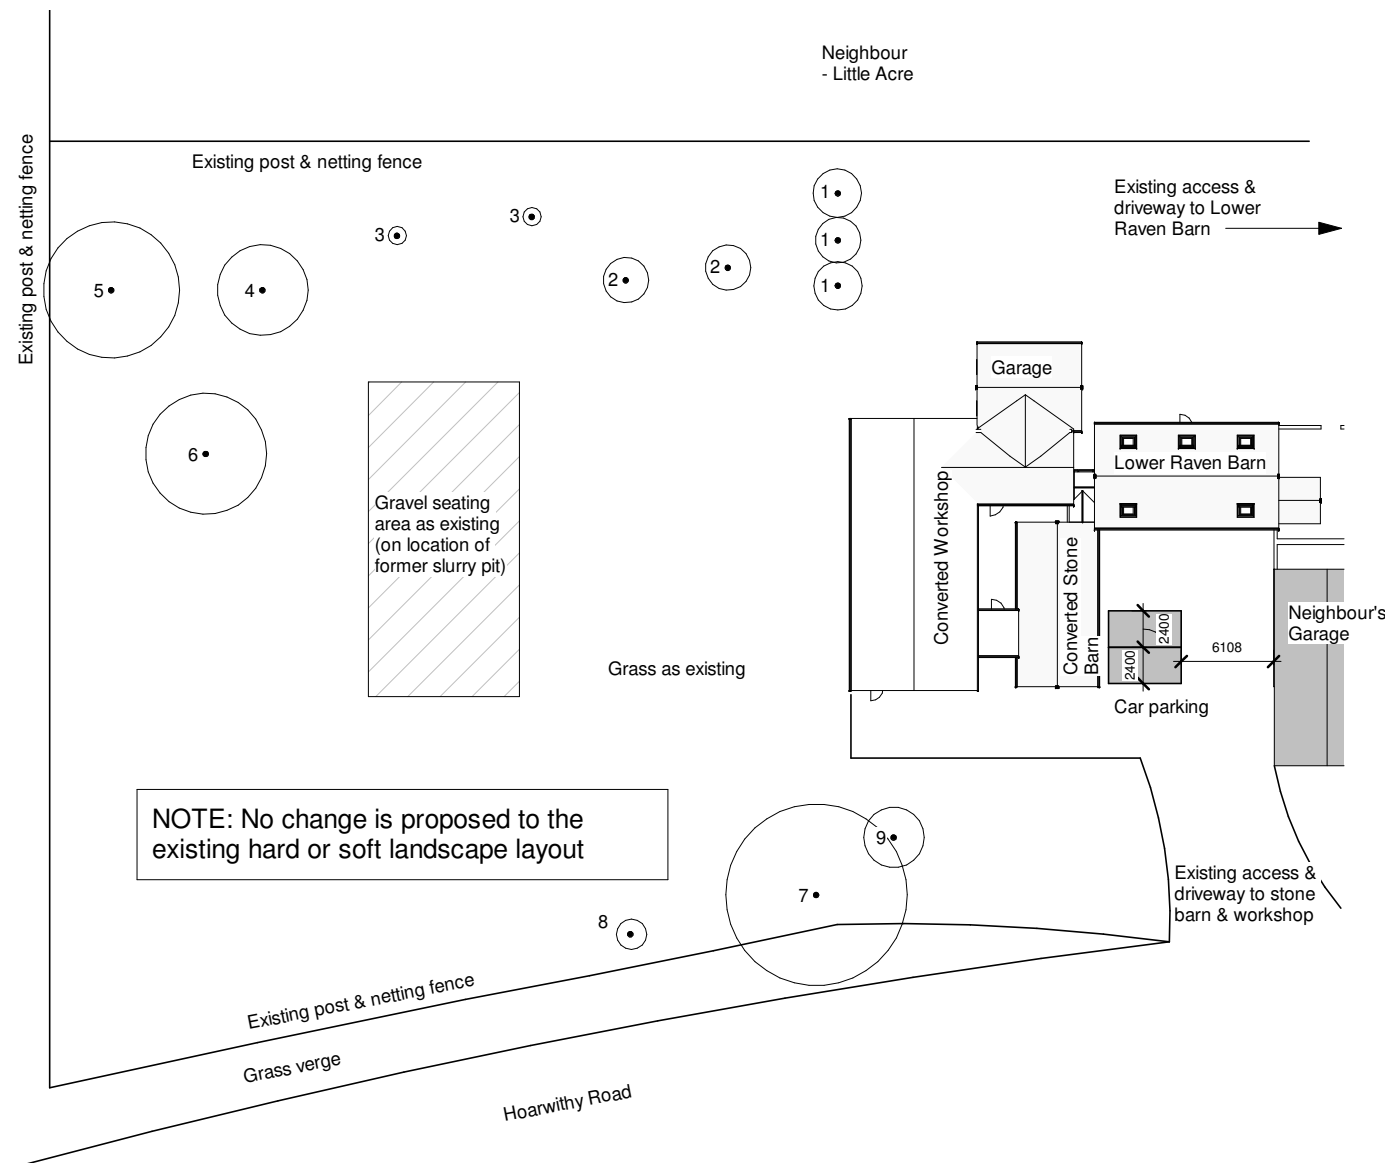 Neighbour
- Little Acre
Existing post & netting fence
Existing post & netting fence
Existing access &
driveway to Lower
Raven Barn
1
1
1
3
3
2
2
5
4
6
Garage
Lower Raven Barn
Converted Workshop
Converted Stone
Barn
Gravel seating
area as existing
(on location of
former slurry pit)
2400
2400
6108
Neighbour's
Garage
Grass as existing
Car parking
NOTE: No change is proposed to the
existing hard or soft landscape layout
9
7
8
Existing access &
driveway to stone
barn & workshop
Existing post & netting fence
Grass verge
Hoarwithy Road